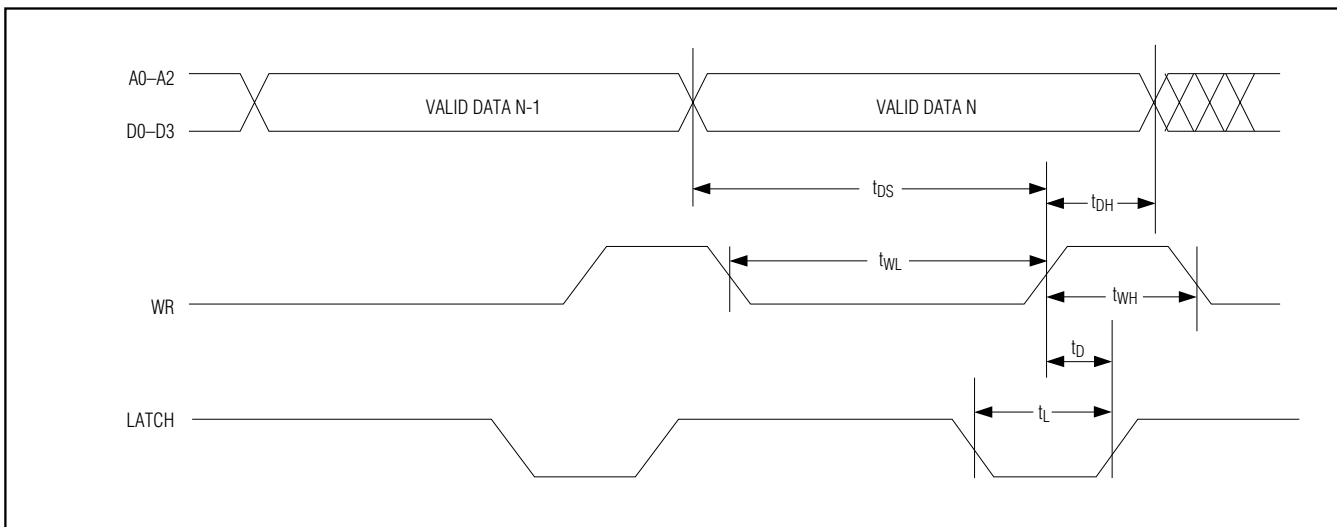 A0–A2
VALID DATA N-1
VALID DATA N
D0–D3
tDS
tDH
tWL
WR
tWH
tD
LATCH
tL